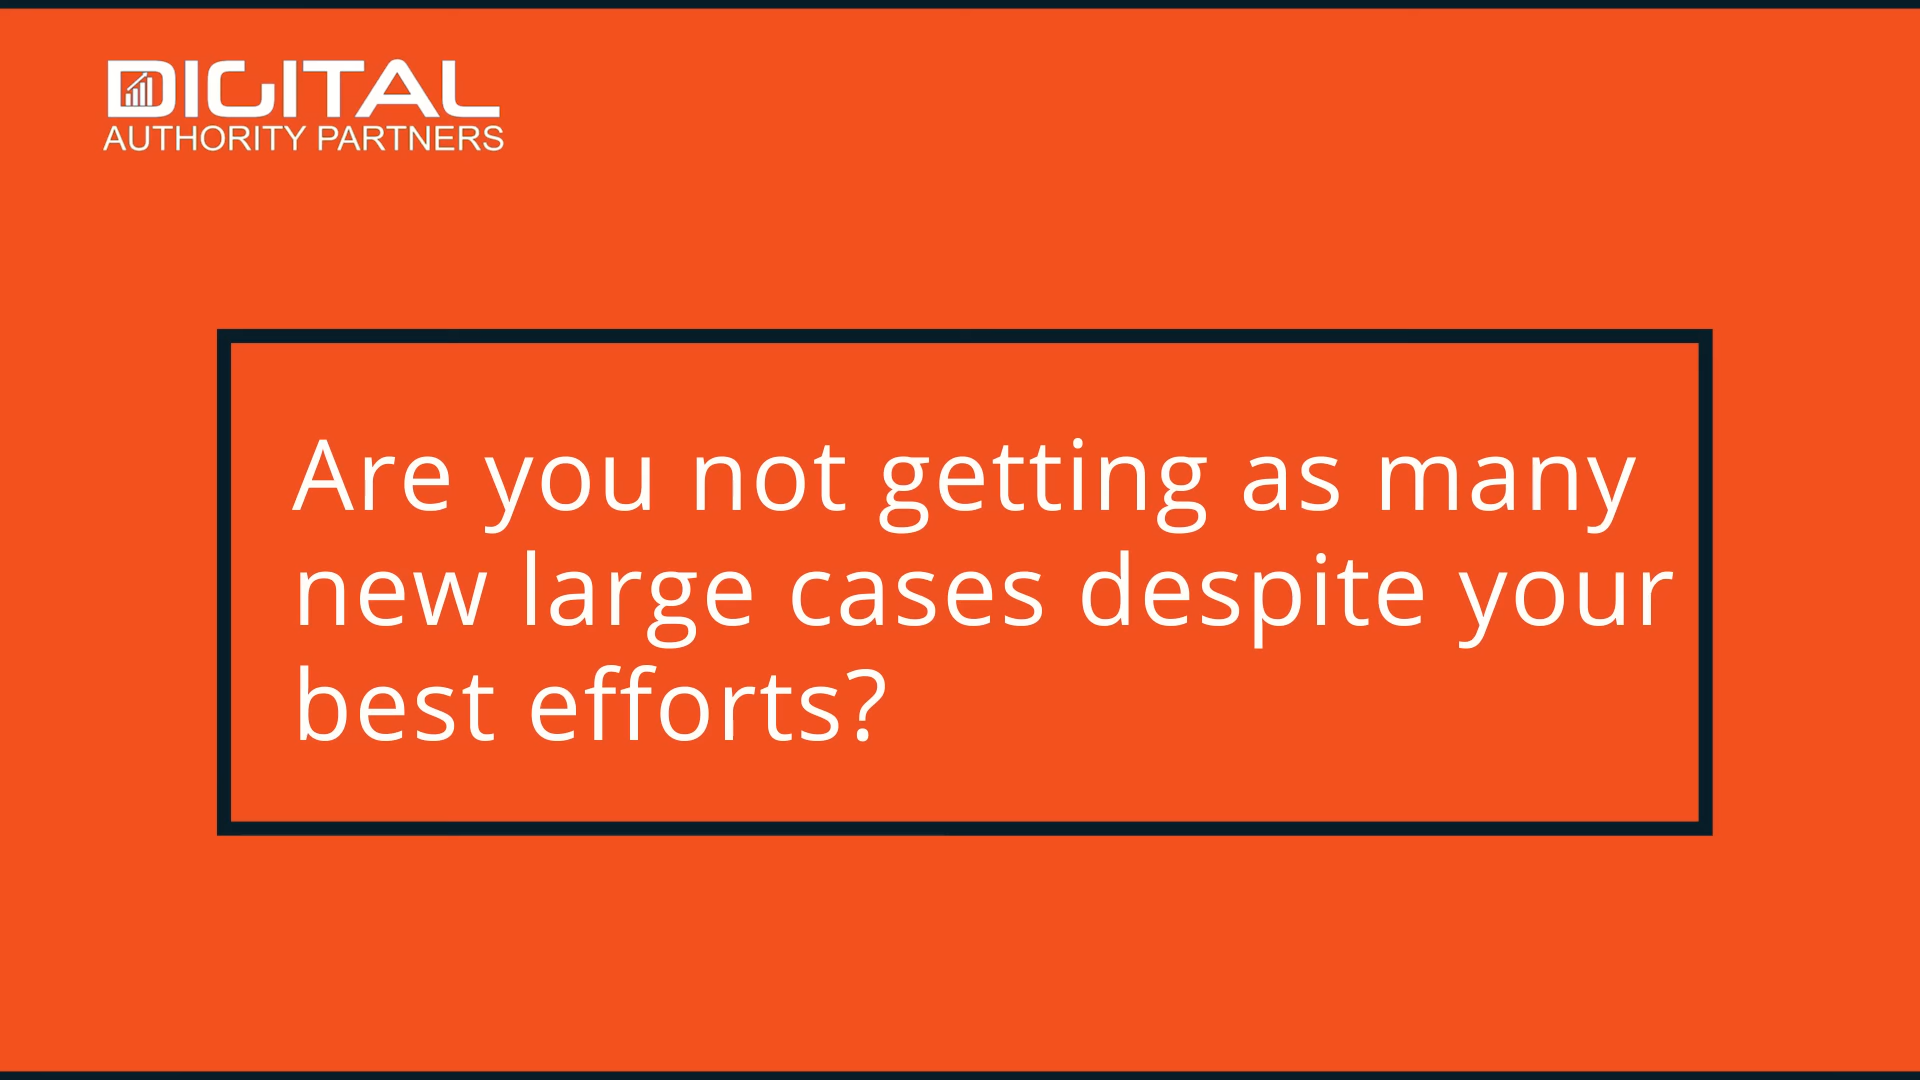 DIGITAL
AUTHORITY PARTNERS
Are you not getting as many
new large cases despite your
best efforts?